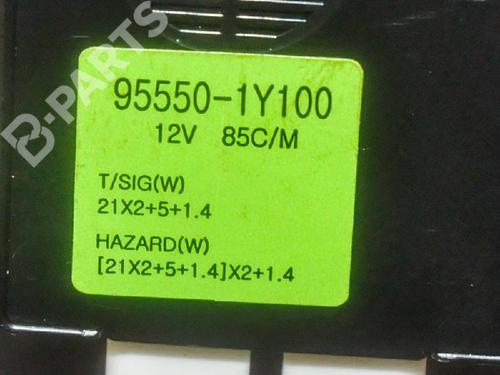 B-PARTS
95550-1Y100
12V 85C/M
T/SIG(W)
21X2+5+1.4
HAZARD(W)
[21X2+5+1.4]X2+1.4